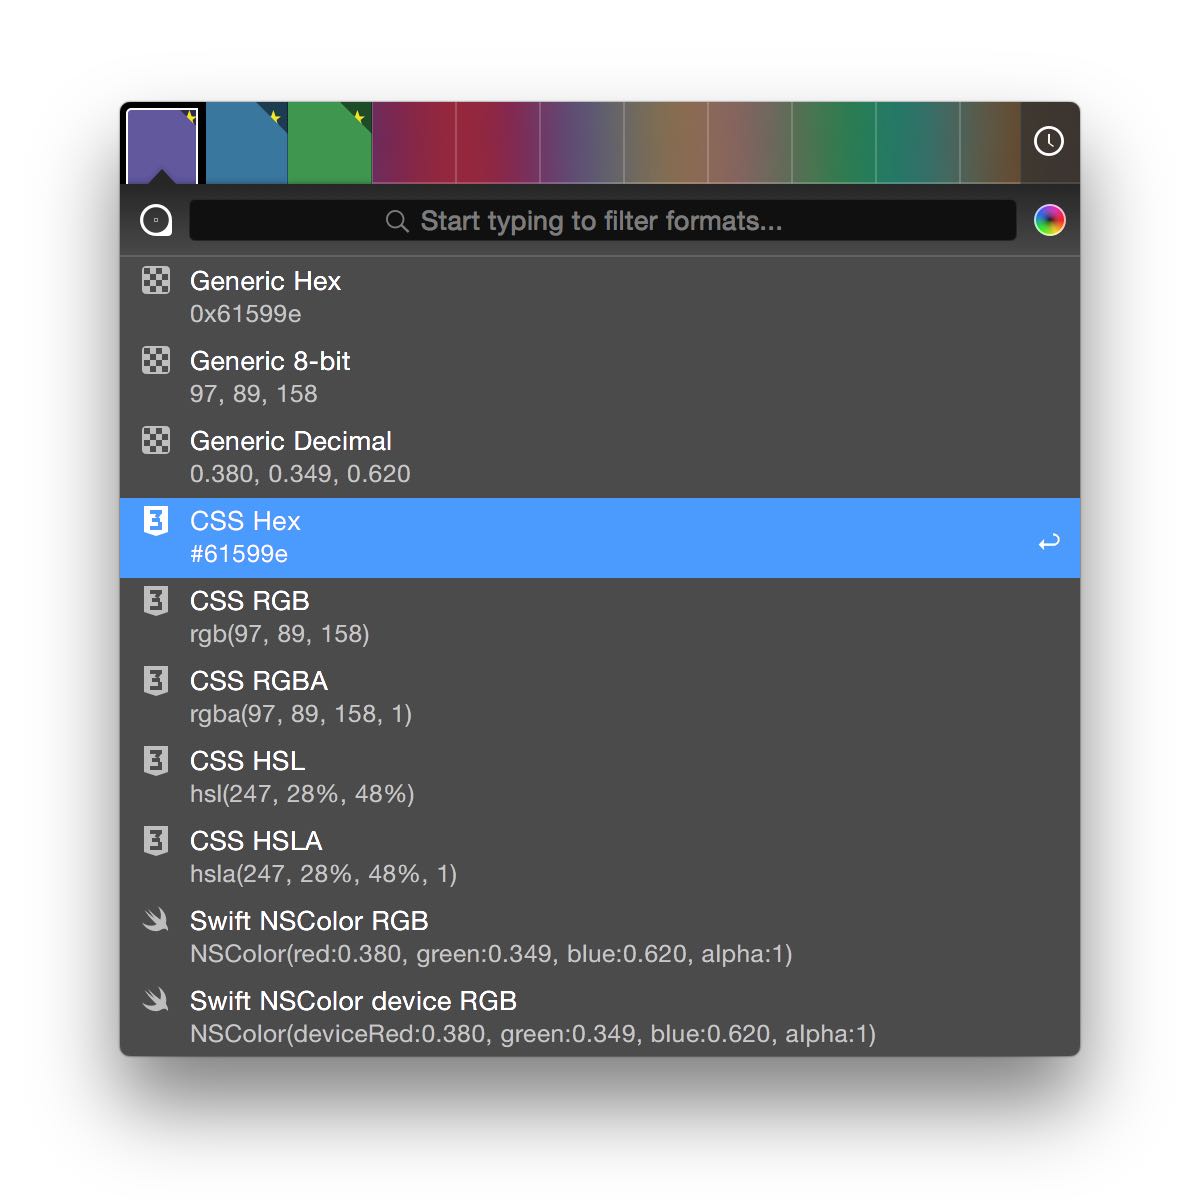 Start typing to filter formats...
Generic Hex
0x61599e
Generic 8-bit
97, 89, 158
Generic Decimal
0.380, 0.349, 0.620
CSS Hex
#61599e
CSS RGB
rgb(97, 89, 158)
CSS RGBA
rgba(97, 89, 158, 1)
CSS HSL
hsl(247, 28%, 48%)
CSS HSLA
hsla(247, 28%, 48%, 1)
Swift NSColor RGB
NSColor(red:0.380, green:0.349, blue:0.620, alpha:1)
Swift NSColor device RGB
NSColor(deviceRed:0.380, green:0.349, blue:0.620, alpha:1)